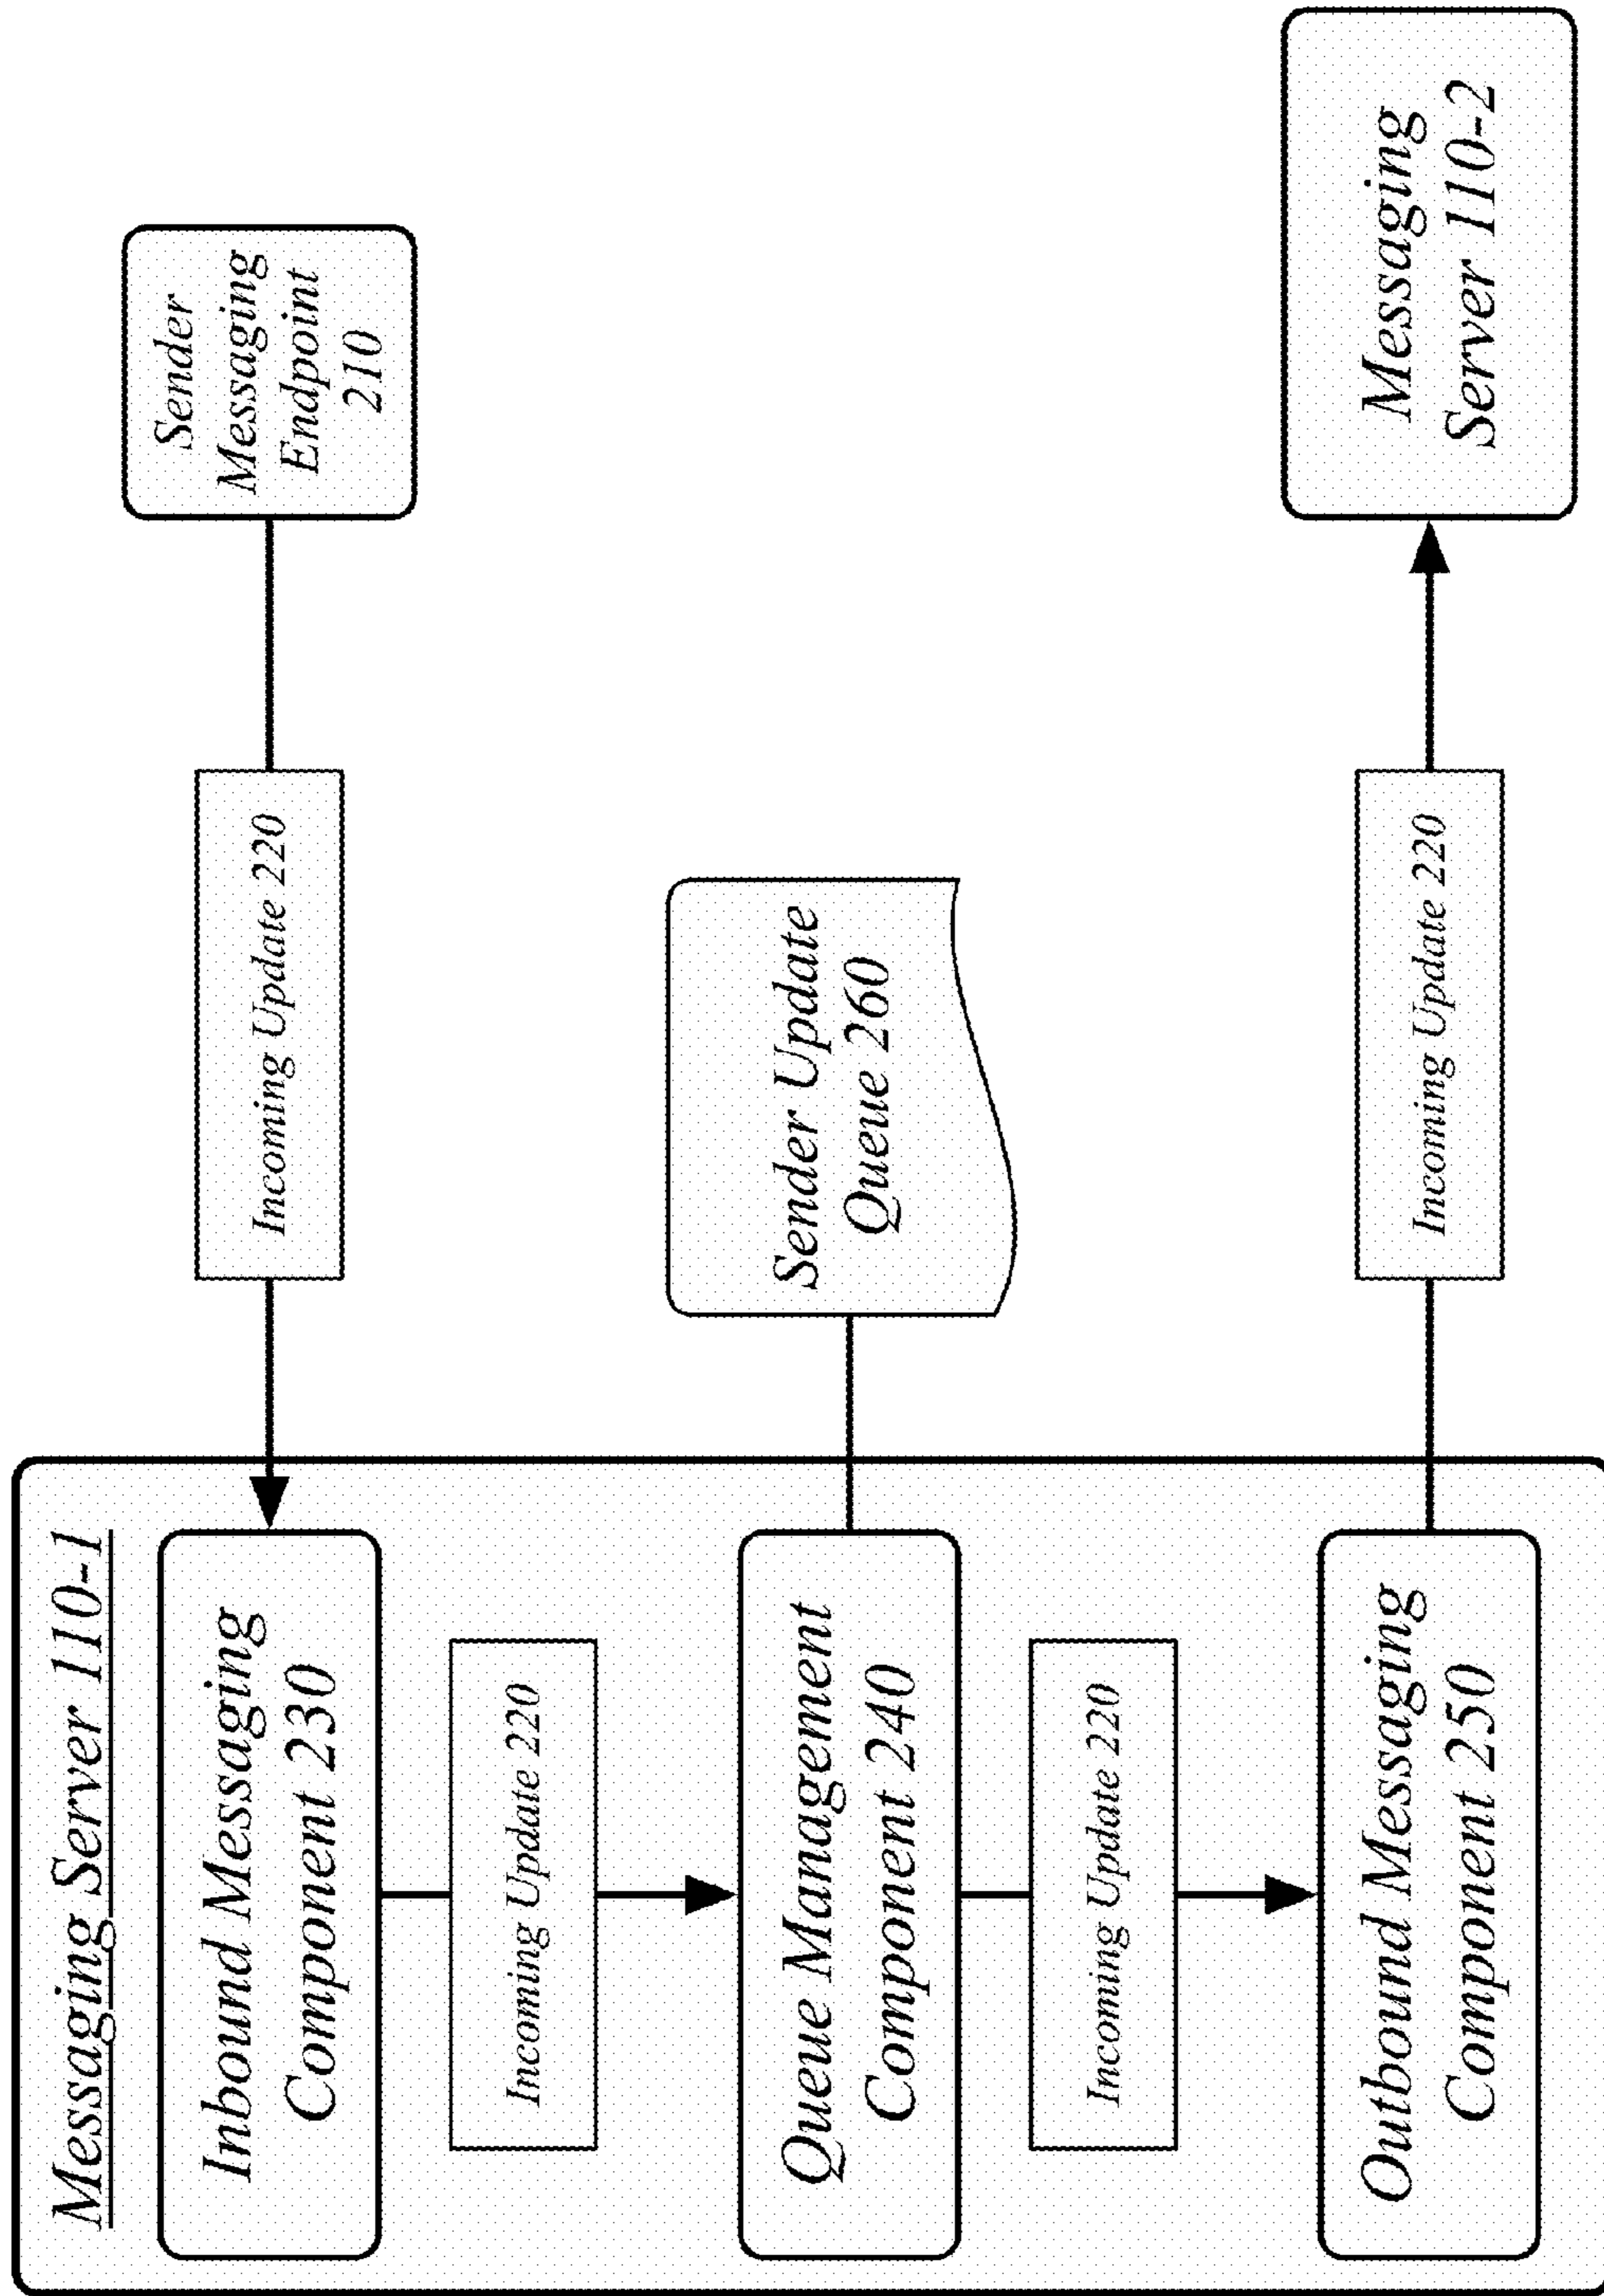 Messaging Server 110-1
Inbound Messaging
Component 230
Incoming Update 220
Sender
Messaging
Endpoint
210
Incoming Update 220
Queue Management
Component 240
Sender Update
Queue 260
Incoming Update 220
Outbound Messaging
Component 250
Incoming Update 220
Messaging
Server 110-2